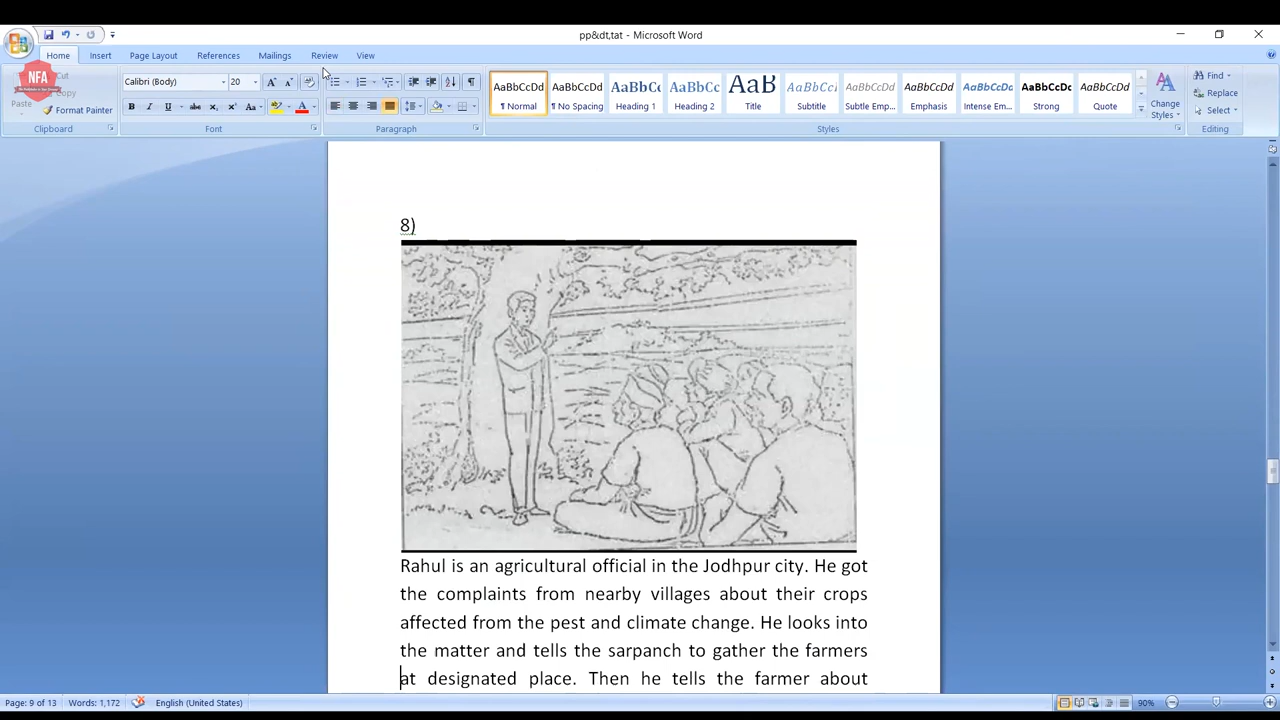 pp&dt,tat - Microsoft Word
Home Insert Page Layout References Mailings Review View
NFA
Cut
Copy
Paste
Format Painter
Clipboard
Calibri (Body) 20
Font
Paragraph
AaBbCcDd AaBbCcDd AaBbCc AaBbCc AaB AaBbCcI AaBbCcDd AaBbCcDd AaBbCcDd AaBbCcDd AaBbCcDd
¶ Normal ¶ No Spacing Heading 1 Heading 2 Title Subtitle Subtle Emp... Emphasis Intense Em... Strong Quote
Styles
Change
Styles
Find
Replace
Select
Editing
8)
Rahul is an agricultural official in the Jodhpur city. He got
the complaints from nearby villages about their crops
affected from the pest and climate change. He looks into
the matter and tells the sarpanch to gather the farmers
at designated place. Then he tells the farmer about
Page: 9 of 13 Words: 1,172 English (United States) 90%